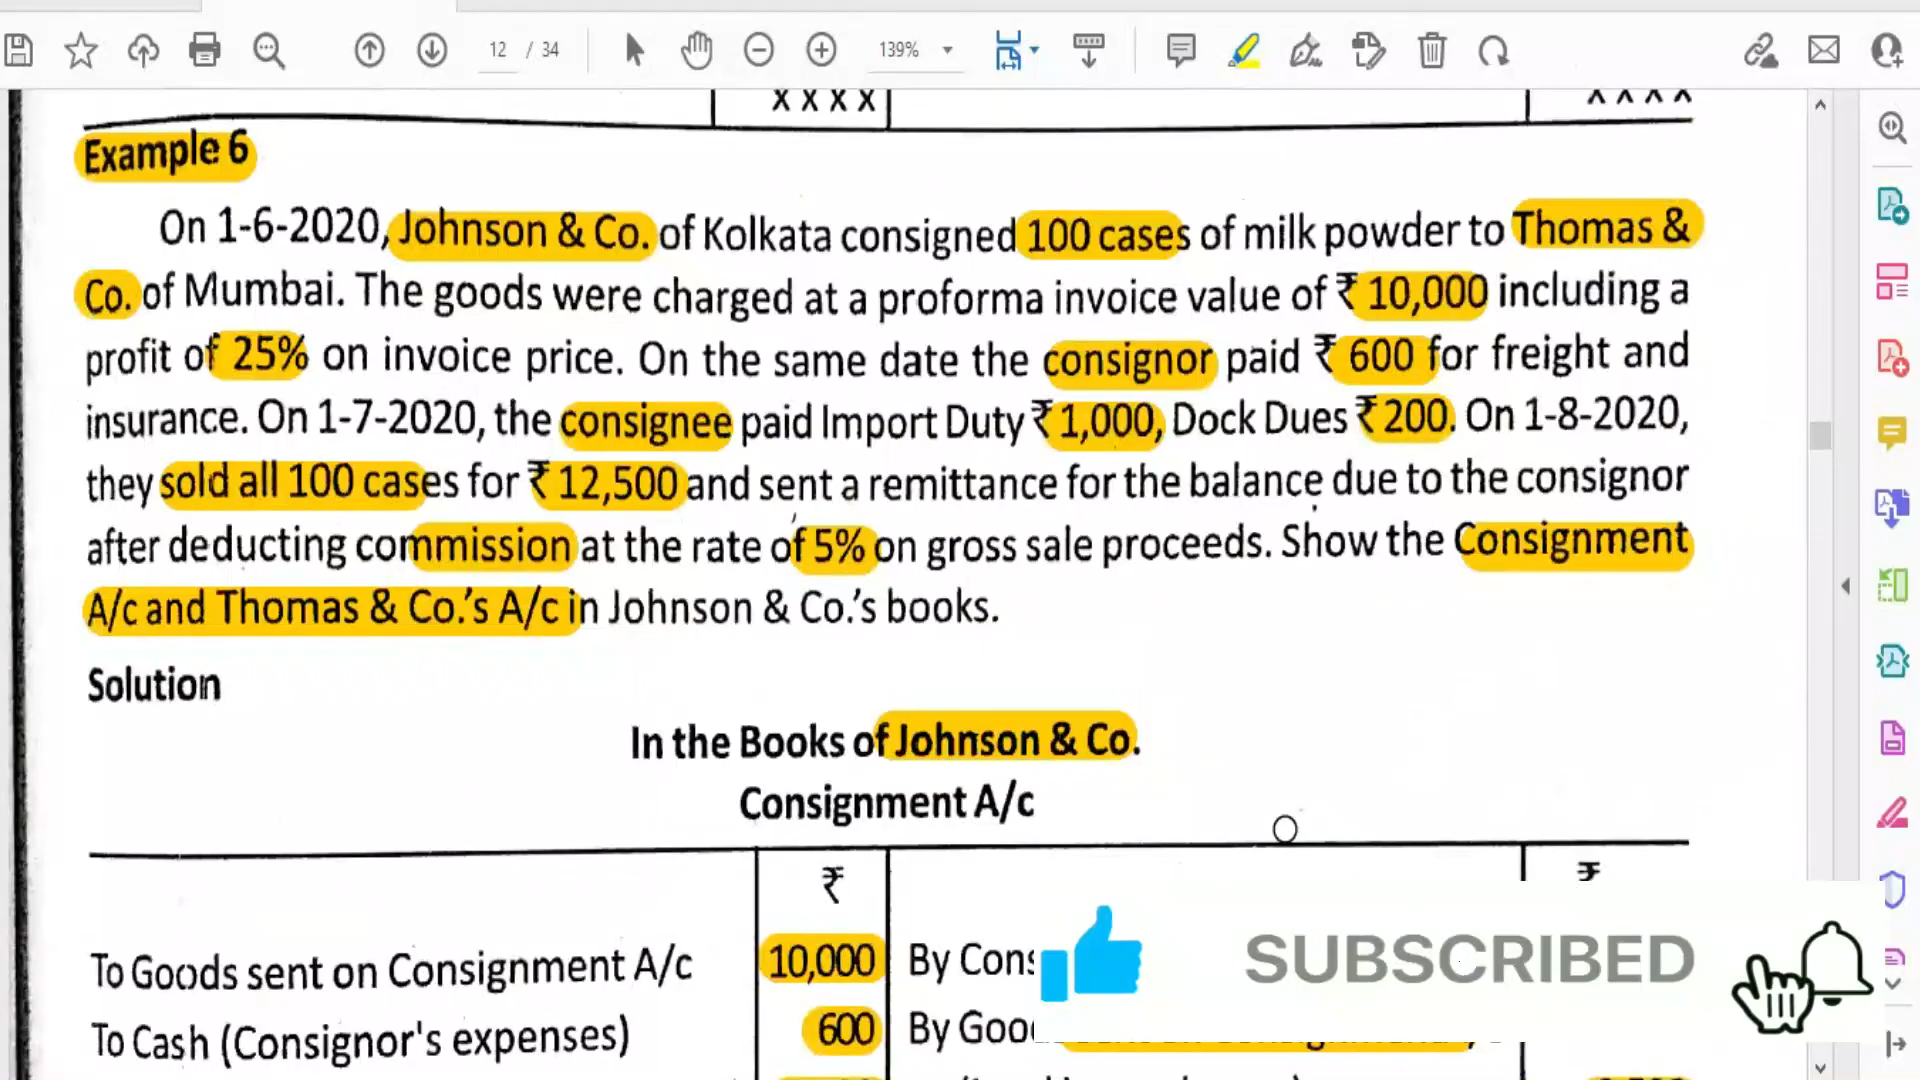 12 / 34
139%
X X X X
Example 6
On 1-6-2020, Johnson & Co. of Kolkata consigned 100 cases of milk powder to Thomas &
Co. of Mumbai. The goods were charged at a proforma invoice value of ₹ 10,000 including a
profit of 25% on invoice price. On the same date the consignor paid ₹ 600 for freight and
insurance. On 1-7-2020, the consignee paid Import Duty ₹ 1,000, Dock Dues ₹ 200. On 1-8-2020,
they sold all 100 cases for ₹ 12,500 and sent a remittance for the balance due to the consignor
after deducting commission at the rate of 5% on gross sale proceeds. Show the Consignment
A/c and Thomas & Co.'s A/c in Johnson & Co.'s books.
Solution
In the Books of Johnson & Co.
Consignment A/c
₹ ₹
To Goods sent on Consignment A/c 10,000 By Cons
SUBSCRIBED
To Cash (Consignor's expenses) 600 By Goo